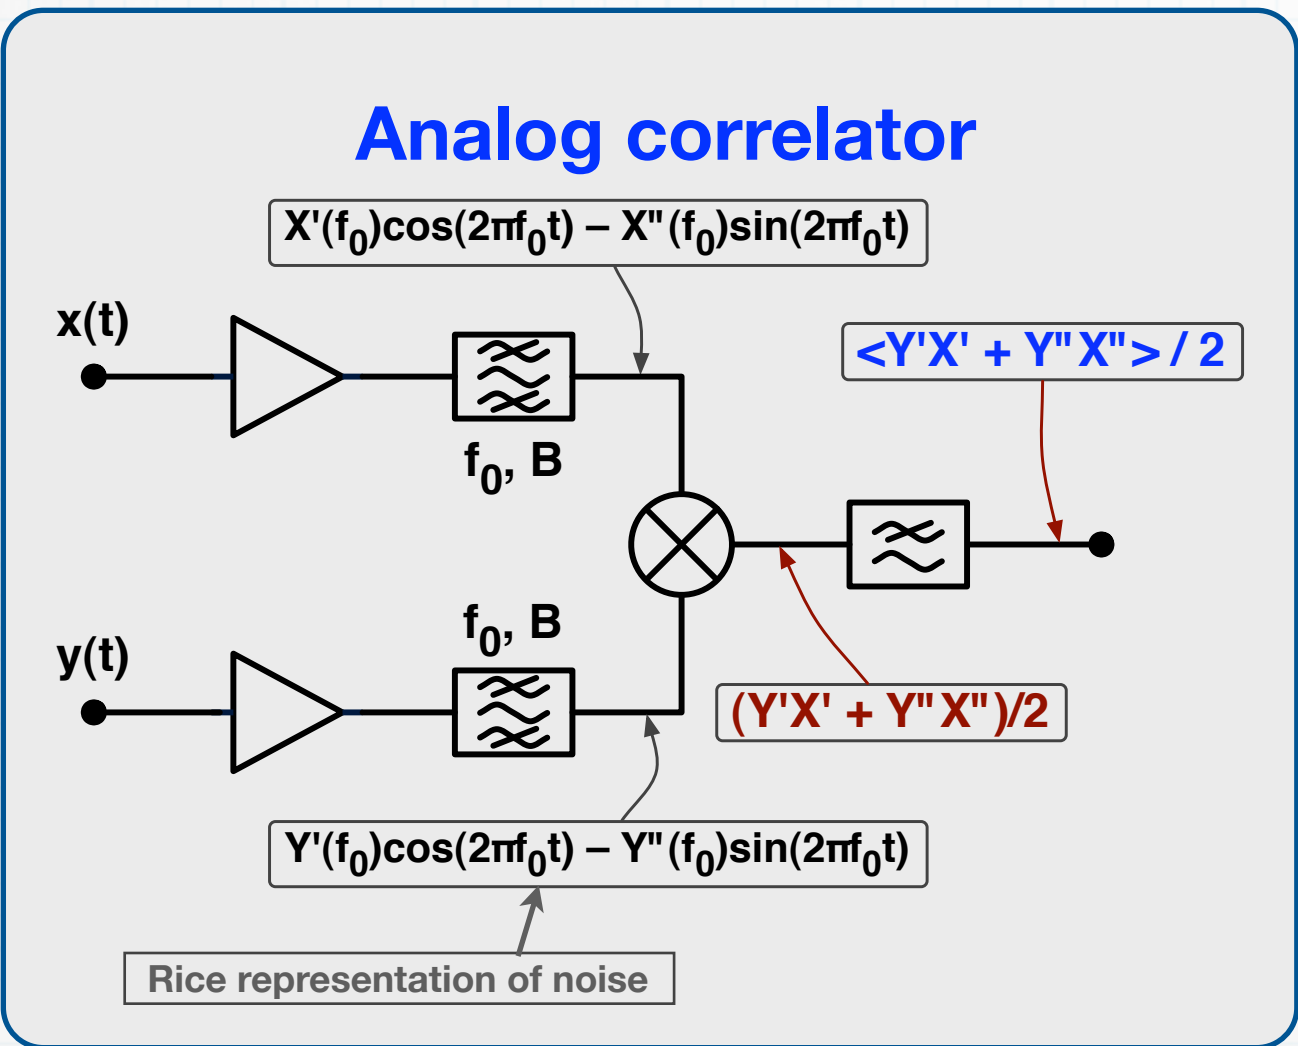 Analog correlator
X'(f₀)cos(2πf₀t) – X"(f₀)sin(2πf₀t)
x(t)
<Y'X' + Y"X"> / 2
f₀, B
f₀, B
y(t)
(Y'X' + Y"X")/2
Y'(f₀)cos(2πf₀t) – Y"(f₀)sin(2πf₀t)
Rice representation of noise